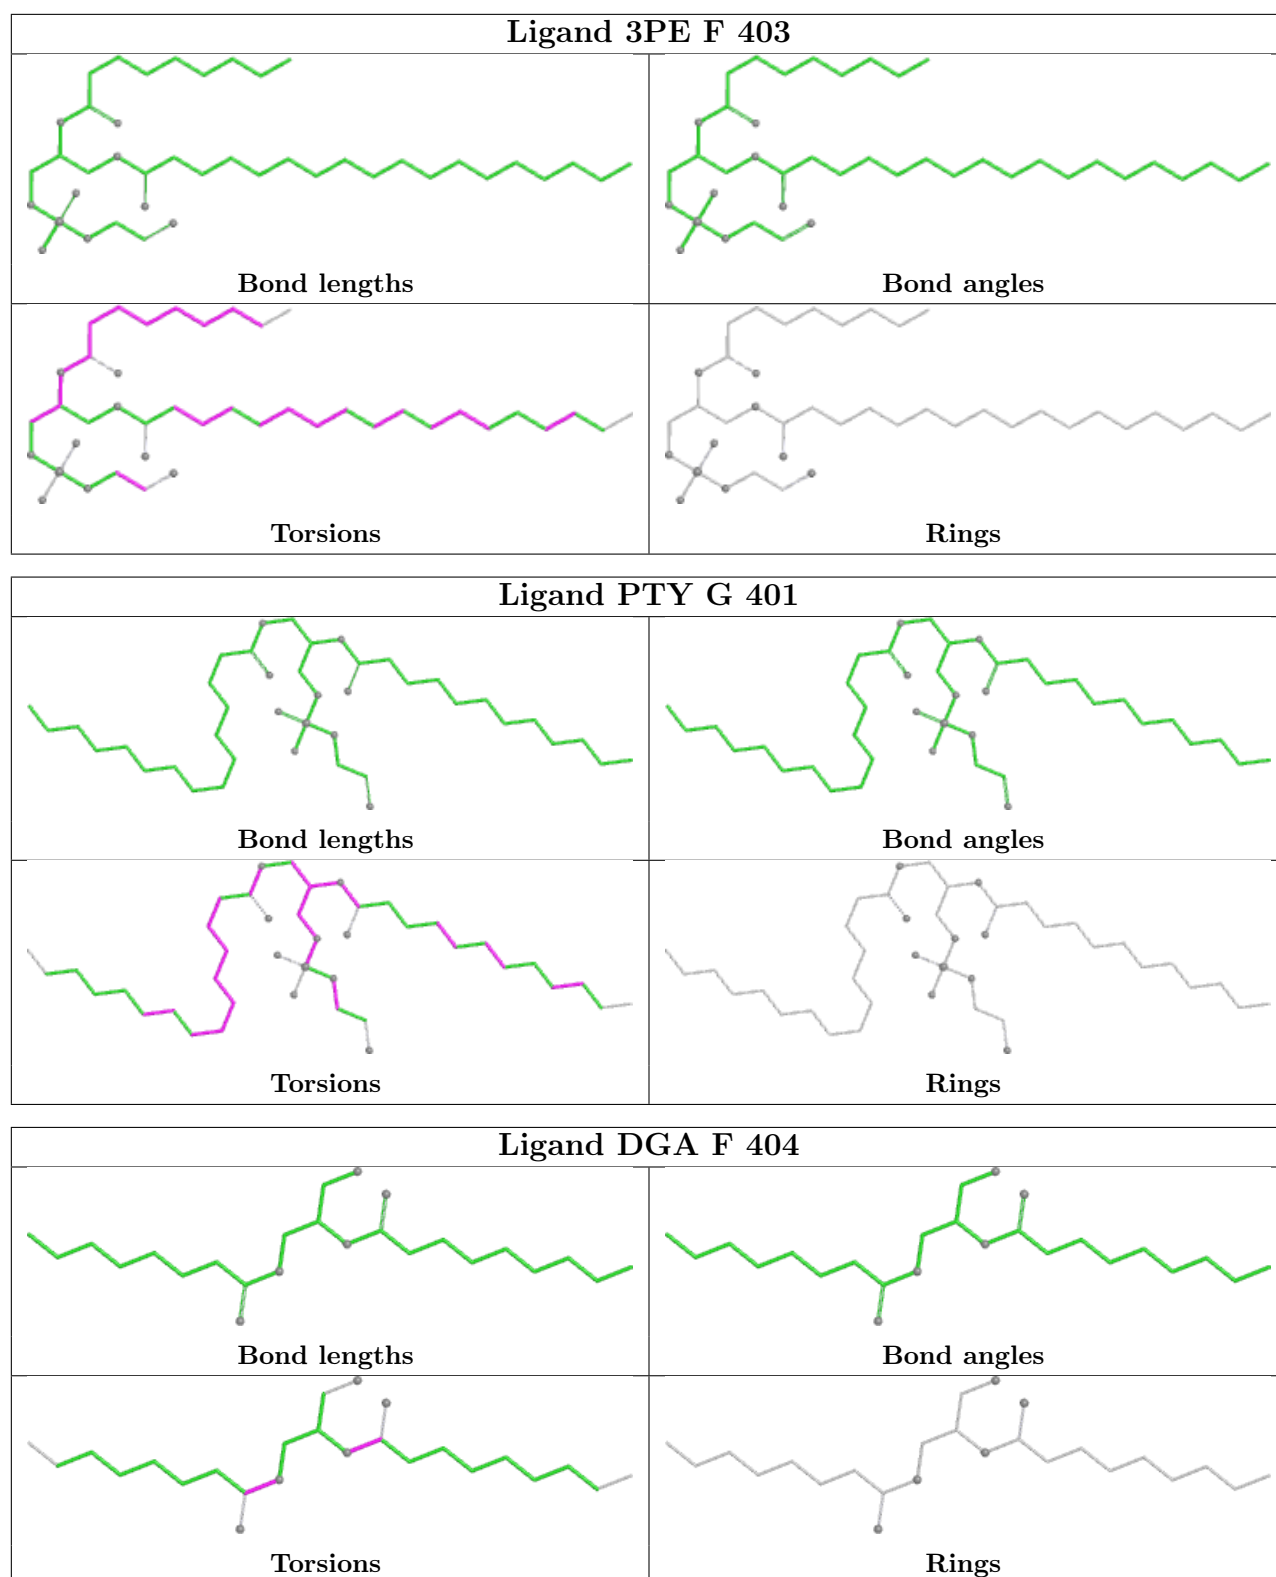 Ligand 3PE F 403
Bond lengths
Bond angles
Torsions
Rings
Ligand PTY G 401
Bond lengths
Bond angles
Torsions
Rings
Ligand DGA F 404
Bond lengths
Bond angles
Torsions
Rings